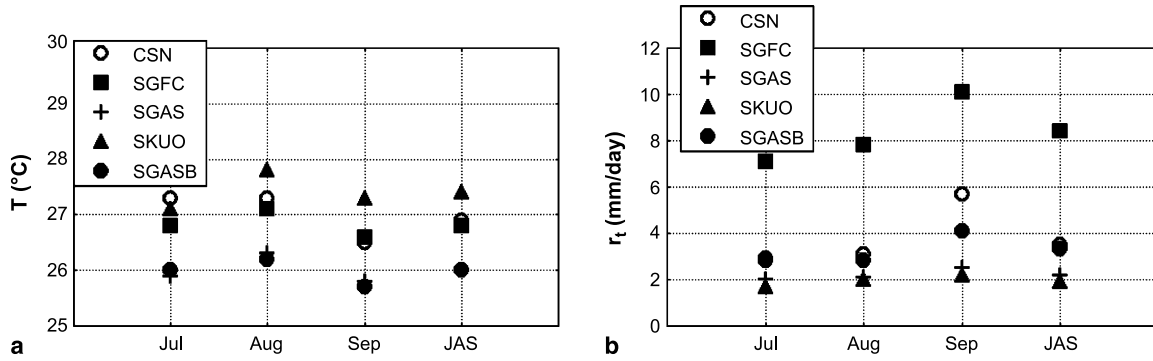 30
29
28
27
26
25
T (°C)
CSN
SGFC
SGAS
SKUO
SGASB
Jul Aug Sep JAS
a
12
10
8
6
4
2
0
r_t (mm/day)
CSN
SGFC
SGAS
SKUO
SGASB
Jul Aug Sep JAS
b